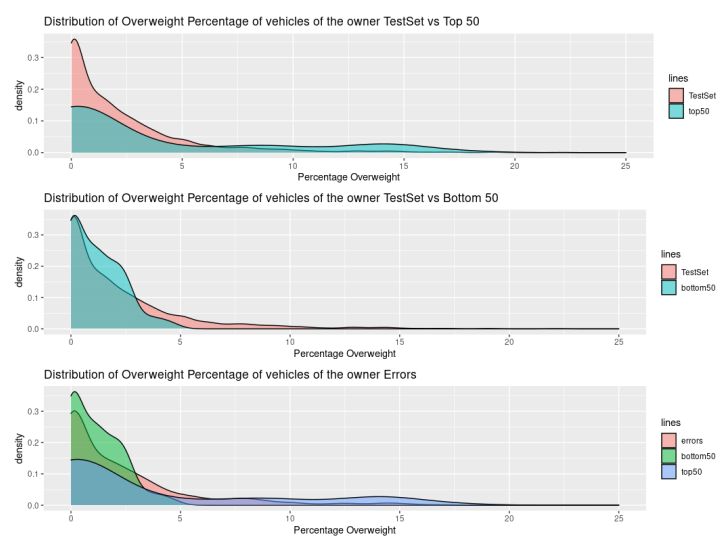 Distribution of Overweight Percentage of vehicles of the owner TestSet vs Top 50
density
0.3
0.2
0.1
0.0
0 5 10 15 20 25
Percentage Overweight
lines
TestSet
top50
Distribution of Overweight Percentage of vehicles of the owner TestSet vs Bottom 50
density
0.3
0.2
0.1
0.0
0 5 10 15 20 25
Percentage Overweight
lines
TestSet
bottom50
Distribution of Overweight Percentage of vehicles of the owner Errors
density
0.3
0.2
0.1
0.0
0 5 10 15 20 25
Percentage Overweight
lines
errors
bottom50
top50